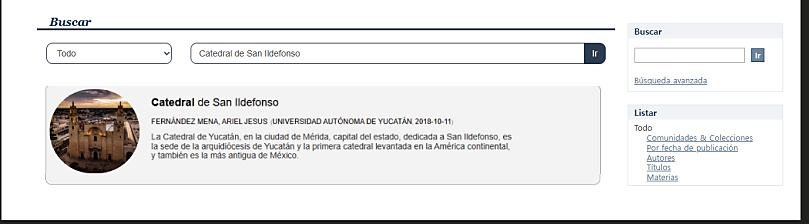 Buscar
Todo
Catedral de San Ildefonso
Ir
Catedral de San Ildefonso
FERNÁNDEZ MENA, ARIEL JESUS (UNIVERSIDAD AUTÓNOMA DE YUCATÁN, 2018-10-11)
La Catedral de Yucatán, en la ciudad de Mérida, capital del estado, dedicada a San Ildefonso, es
la sede de la arquidiócesis de Yucatán y la primera catedral levantada en la América continental,
y también es la más antigua de México.
Buscar
Ir
Búsqueda avanzada
Listar
Todo
Comunidades & Colecciones
Por fecha de publicación
Autores
Títulos
Materias